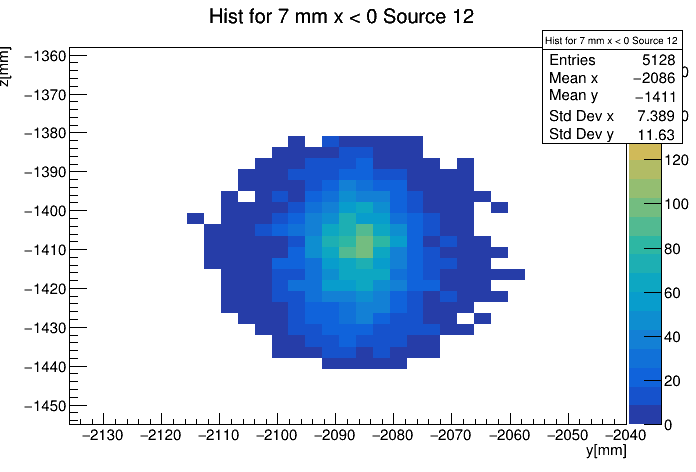 Hist for 7 mm x < 0 Source 12
z[mm]
Hist for 7 mm x < 0 Source 12
Entries 5128
Mean x −2086
Mean y −1411
Std Dev x 7.389
Std Dev y 11.63
−1360
−1370
−1380
−1390
−1400
−1410
−1420
−1430
−1440
−1450
120
100
80
60
40
20
0
−2130 −2120 −2110 −2100 −2090 −2080 −2070 −2060 −2050 −2040
y[mm]